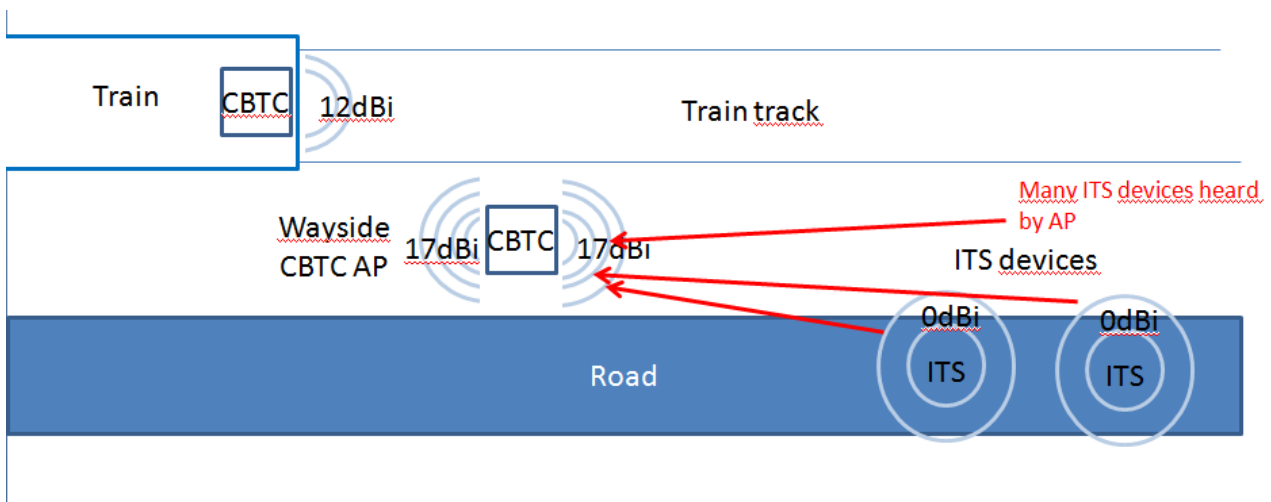 Train
CBTC
12dBi
Train track
Many ITS devices heard
by AP
Wayside
CBTC AP
17dBi
CBTC
17dBi
ITS devices
0dBi
0dBi
Road
ITS
ITS